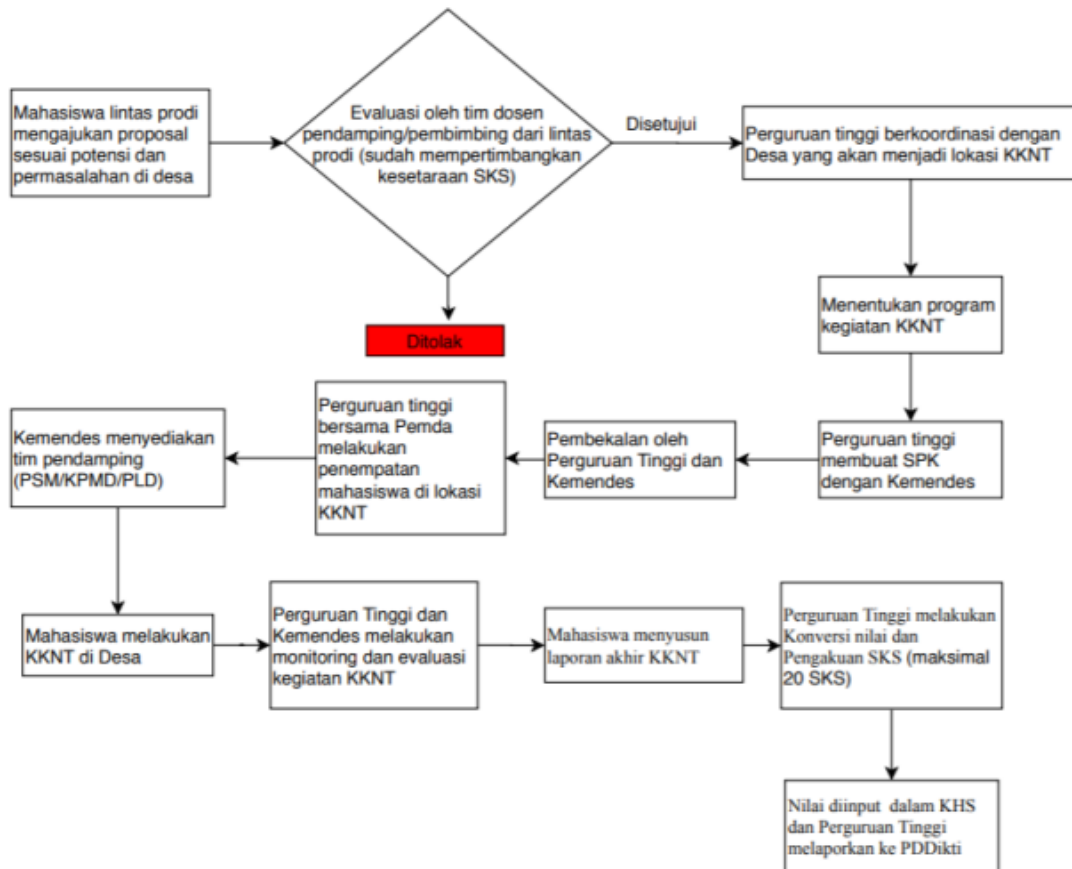 Mahasiswa lintas prodi
mengajukan proposal
sesuai potensi dan
permasalahan di desa
Evaluasi oleh tim dosen
pendamping/pembimbing dari lintas
prodi (sudah mempertimbangkan
kesetaraan SKS)
Disetujui
Perguruan tinggi berkoordinasi dengan
Desa yang akan menjadi lokasi KKNT
Ditolak
Menentukan program
kegiatan KKNT
Perguruan tinggi
membuat SPK
dengan Kemendes
Pembekalan oleh
Perguruan Tinggi dan
Kemendes
Perguruan tinggi
bersama Pemda
melakukan
penempatan
mahasiswa di lokasi
KKNT
Kemendes menyediakan
tim pendamping
(PSM/KPMD/PLD)
Mahasiswa melakukan
KKNT di Desa
Perguruan Tinggi dan
Kemendes melakukan
monitoring dan evaluasi
kegiatan KKNT
Mahasiswa menyusun
laporan akhir KKNT
Perguruan Tinggi melakukan
Konversi nilai dan
Pengakuan SKS (maksimal
20 SKS)
Nilai diinput dalam KHS
dan Perguruan Tinggi
melaporkan ke PDDikti